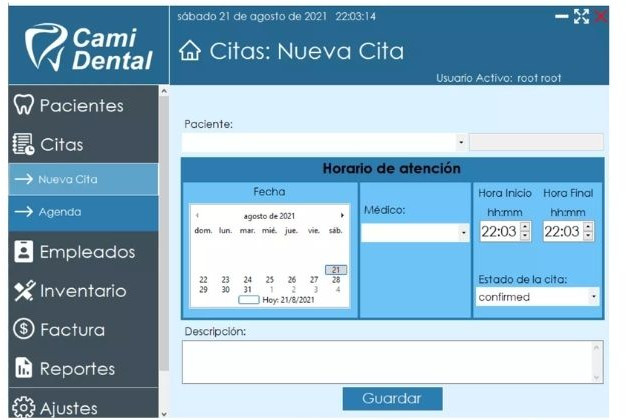 sábado 21 de agosto de 2021 22:03:14
Cami
Dental
Citas: Nueva Cita
Usuario Activo: root root
Pacientes
Citas
Nueva Cita
Agenda
Empleados
Inventario
Factura
Reportes
Ajustes
Paciente:
Horario de atención
Fecha
agosto de 2021
dom. lun. mar. mié. jue. vie. sáb.
21
22 23 24 25 26 27 28
29 30 31 1 2 3 4
Hoy: 21/8/2021
Médico:
Hora Inicio Hora Final
hh:mm hh:mm
22:03 22:03
Estado de la cita:
confirmed
Descripción:
Guardar